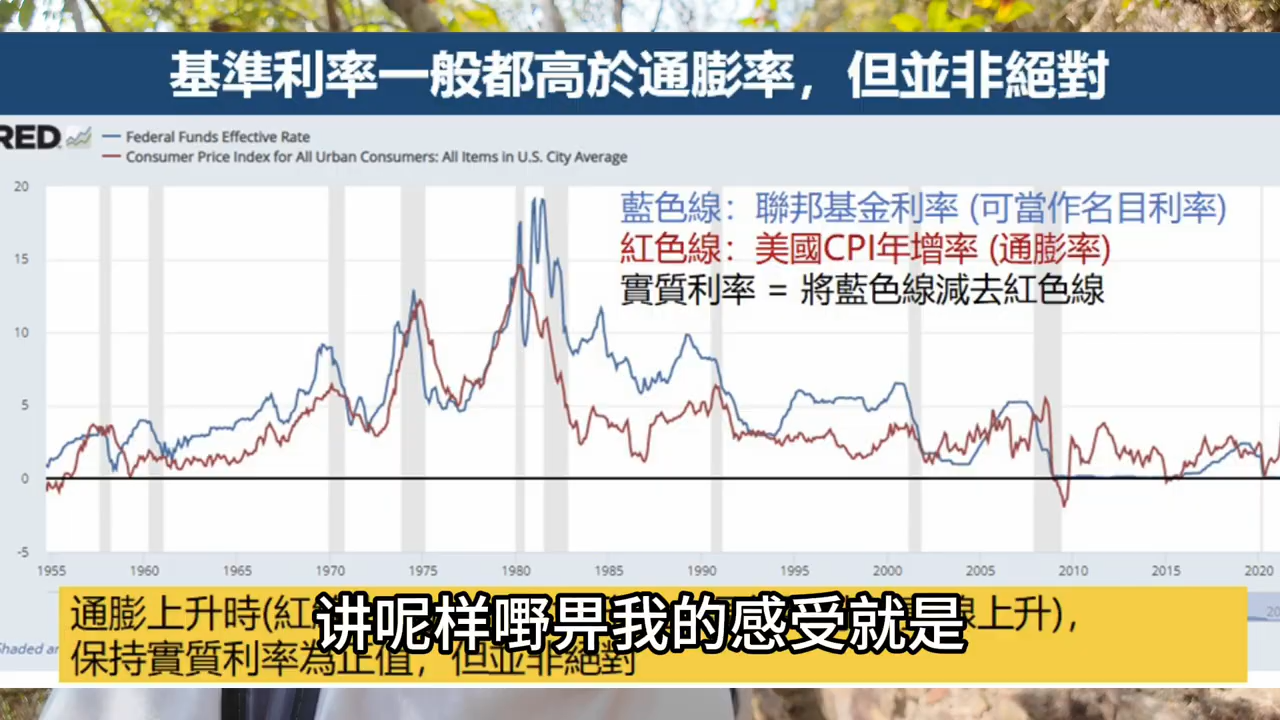 基準利率一般都高於通膨率，但並非絕對
RED
Federal Funds Effective Rate
Consumer Price Index for All Urban Consumers: All Items in U.S. City Average
藍色線：聯邦基金利率 (可當作名目利率)
紅色線：美國CPI年增率 (通膨率)
實質利率 = 將藍色線減去紅色線
20
15
10
5
0
-5
1955 1960 1965 1970 1975 1980 1985 1990 1995 2000 2005 2010 2015 2020
通膨上升時(紅 線上升)，
讲呢样嘢畀我的感受就是
Shaded
保持實質利率為正值，但並非絕對